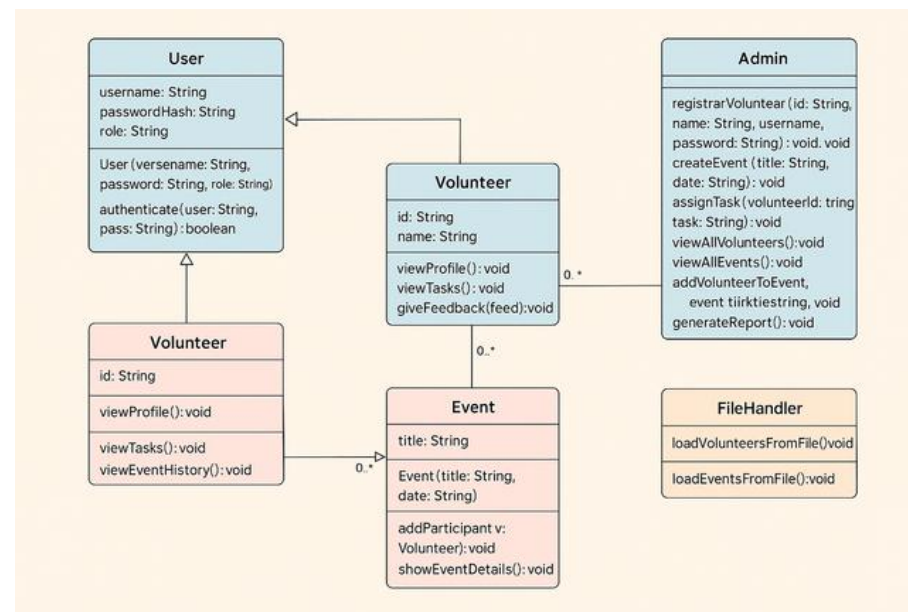 User
username: String
passwordHash: String
role: String
User (versename: String,
password: String, role: String)
authenticate(user: String,
pass: String) : boolean
Volunteer
id: String
name: String
viewProfile(): void
viewTasks(): void
giveFeedback(feed):void
0. *
0..*
Admin
registrarVoluntear (id: String,
name: String, username,
password: String) : void. void
createEvent (title: String,
date: String) : void
assignTask(volunteerId: tring
task: String) : void
viewAllVolunteers():void
viewAllEvents(): void
addVolunteerToEvent,
event tiirktiestring, void
generateReport(): void
Volunteer
id: String
viewProfile(): void
viewTasks(): void
viewEventHistory(): void
0..*
Event
title: String
Event (title: String,
date: String)
addParticipant v:
Volunteer): void
showEventDetails(): void
FileHandler
loadVolunteersFromFile()void
loadEventsFromFile():void